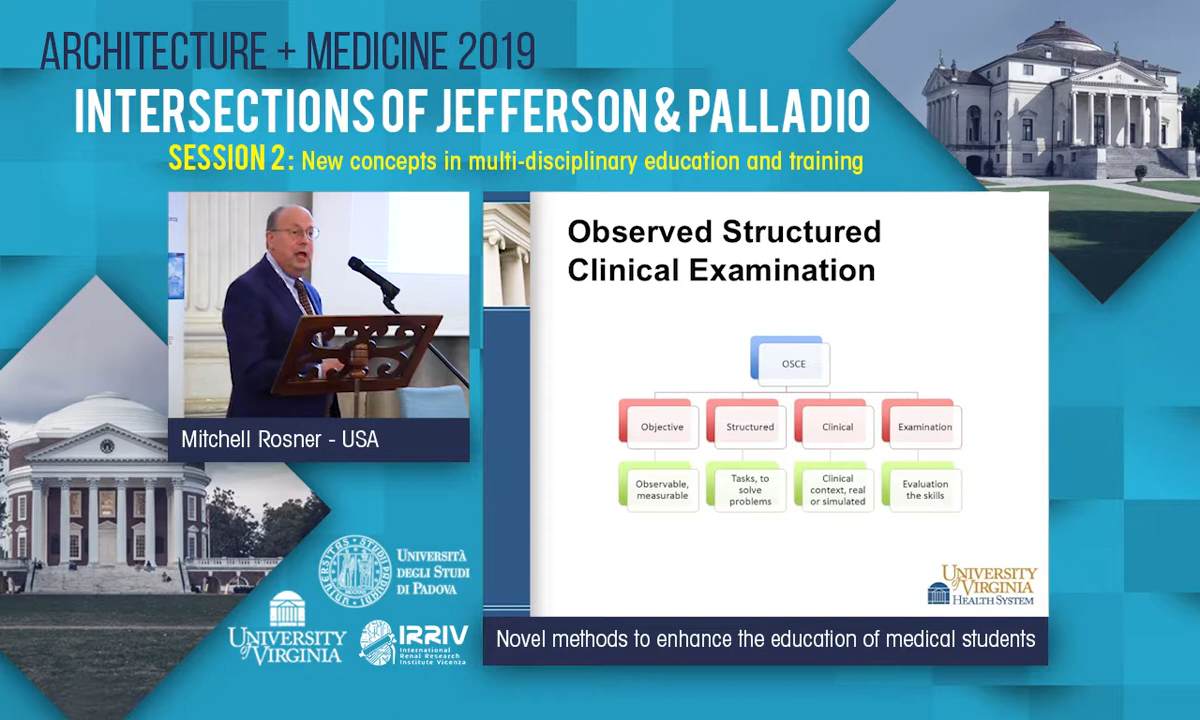 ARCHITECTURE + MEDICINE 2019
INTERSECTIONS OF JEFFERSON & PALLADIO
SESSION 2: New concepts in multi-disciplinary education and training
Mitchell Rosner - USA
Observed Structured
Clinical Examination
OSCE
Objective
Structured
Clinical
Examination
Observable,
measurable
Tasks, to
solve
problems
Clinical
context, real
or simulated
Evaluation
the skills
UNIVERSITY
of VIRGINIA
HEALTH SYSTEM
Novel methods to enhance the education of medical students
UNIVERSITÀ
DEGLI STUDI
DI PADOVA
UNIVERSITY
of VIRGINIA
IRRIV
International
Renal Research
Institute Vicenza